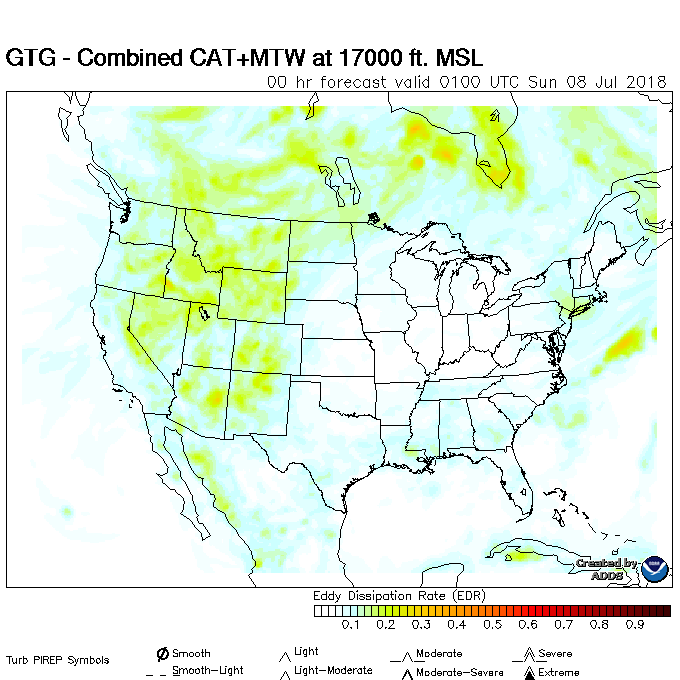 GTG - Combined CAT+MTW at 17000 ft. MSL
00 hr forecast valid 0100 UTC Sun 08 Jul 2018
Created by
ADDS
Eddy Dissipation Rate (EDR)
0.1 0.2 0.3 0.4 0.5 0.6 0.7 0.8 0.9
Turb PIREP Symbols
Smooth Light Moderate Severe
Smooth-Light Light-Moderate Moderate-Severe Extreme